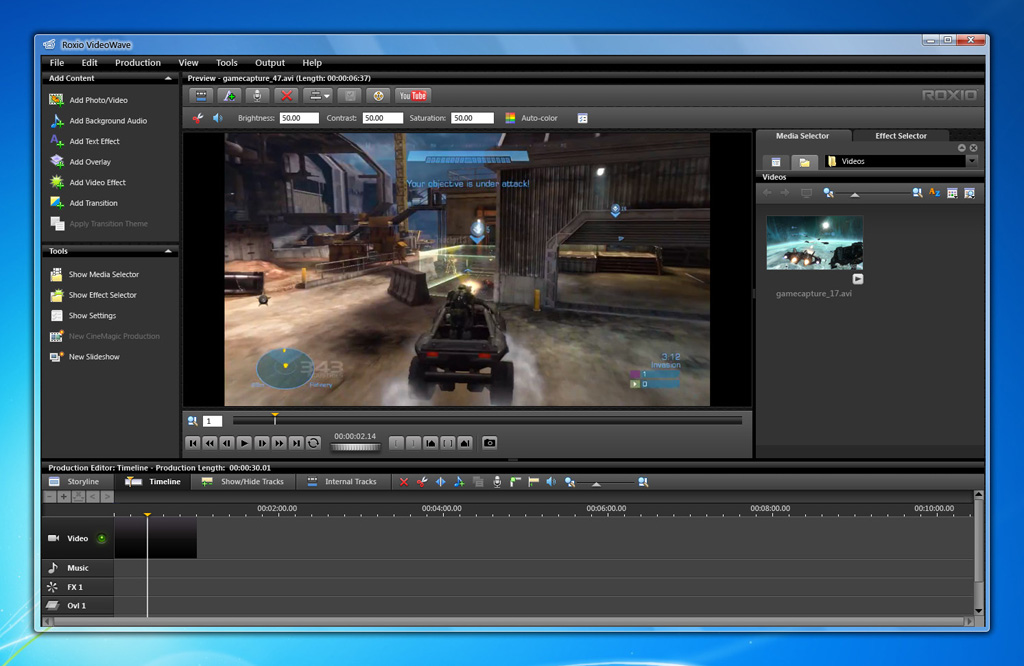 Roxio VideoWave
File Edit Production View Tools Output Help
Add Content
Add Photo/Video
Add Background Audio
Add Text Effect
Add Overlay
Add Video Effect
Add Transition
Apply Transition Theme
Tools
Show Media Selector
Show Effect Selector
Show Settings
New CineMagic Production
New Slideshow
Preview - gamecapture_47.avi (Length: 00:00:06;37)
You Tube
ROXIO
Brightness: 50.00 Contrast: 50.00 Saturation: 50.00 Auto-color
Your objective is under attack!
343
Refinery
3:12
Invasion
1
0
1
00:00:02.14
Media Selector Effect Selector
Videos
Videos
gamecapture_17.avi
Production Editor: Timeline - Production Length: 00:00:30.01
Storyline Timeline Show/Hide Tracks Internal Tracks
00:02:00.00 00:04:00.00 00:06:00.00 00:08:00.00 00:10:00.00
Video
Music
FX 1
Ovl 1